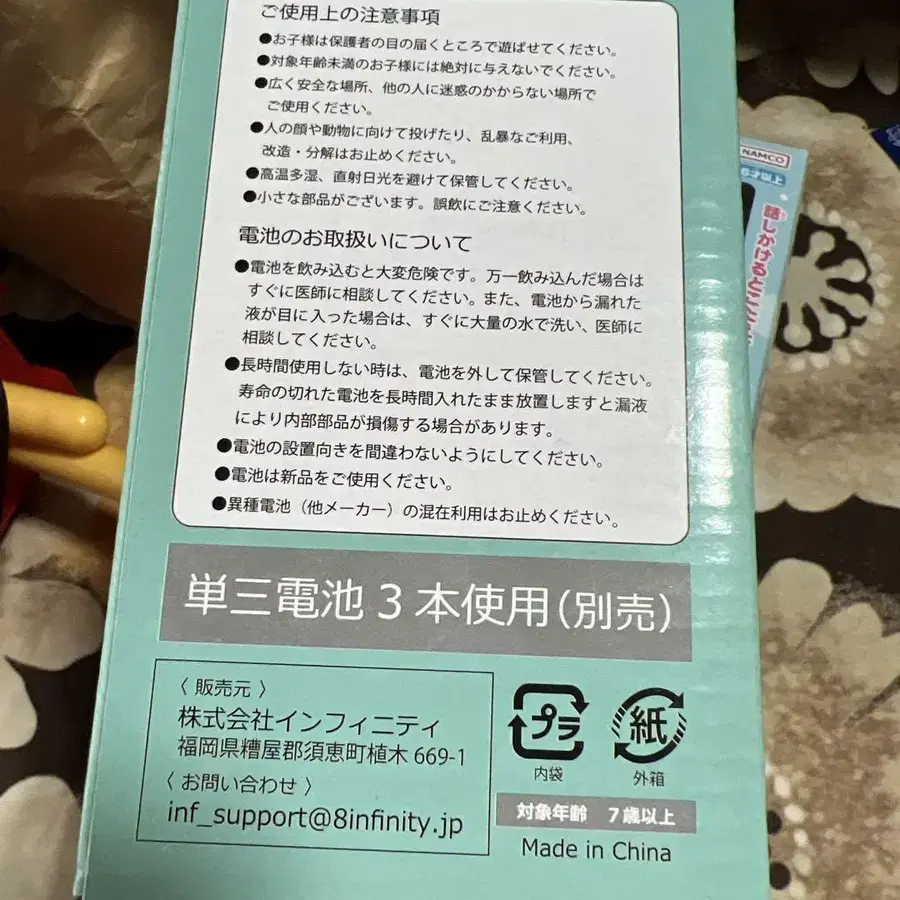 ご使用上の注意事項
●お子様は保護者の目の届くところで遊ばせてください。
●対象年齢未満のお子様には絶対に与えないでください。
●広く安全な場所、他の人に迷惑のかからない場所で
ご使用ください。
●人の顔や動物に向けて投げたり、乱暴なご利用、
改造・分解はお止めください。
●高温多湿、直射日光を避けて保管してください。
●小さな部品がございます。誤飲にご注意ください。
電池のお取扱いについて
●電池を飲み込むと大変危険です。万一飲み込んだ場合は
すぐに医師に相談してください。また、電池から漏れた
液が目に入った場合は、すぐに大量の水で洗い、医師に
相談してください。
●長時間使用しない時は、電池を外して保管してください。
寿命の切れた電池を長時間入れたまま放置しますと漏液
により内部部品が損傷する場合があります。
●電池の設置向きを間違わないようにしてください。
●電池は新品をご使用ください。
●異種電池（他メーカー）の混在利用はお止めください。
単三電池 3 本使用（別売）
〈 販売元 〉
株式会社インフィニティ
福岡県糟屋郡須恵町植木 669-1
〈 お問い合わせ 〉
inf_support@8infinity.jp
プラ
内袋
紙
外箱
対象年齢 7歳以上
Made in China
NAMCO
6才以上
話しかけると